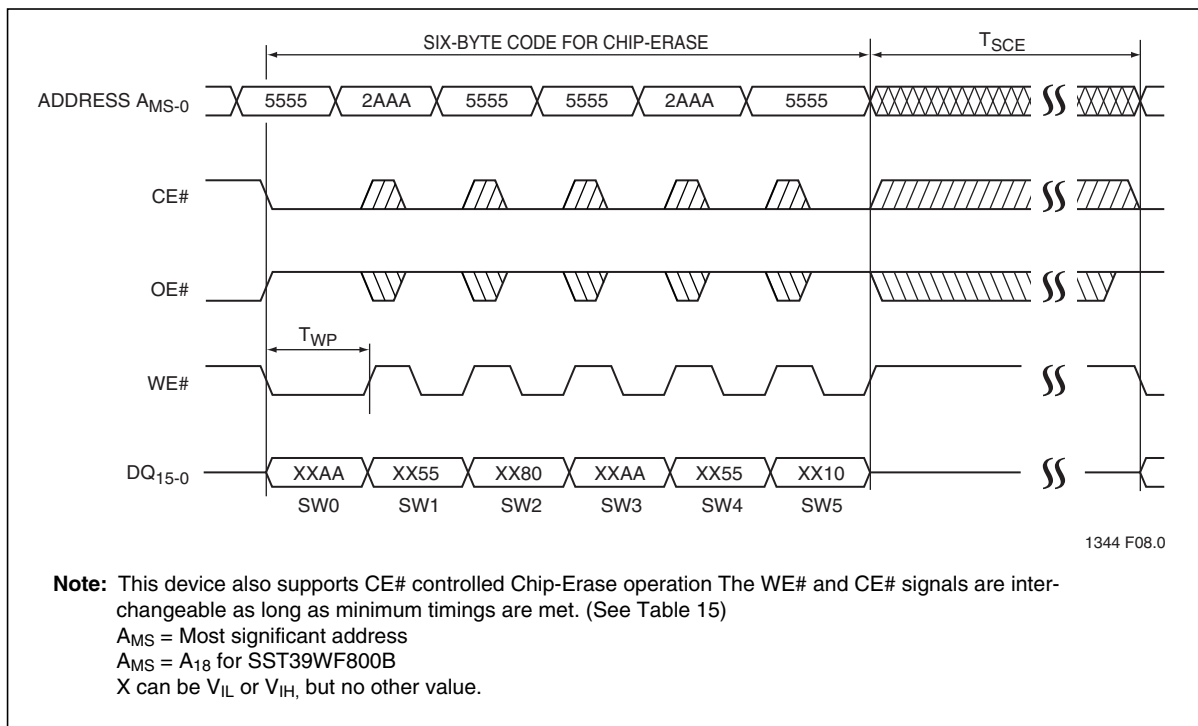 SIX-BYTE CODE FOR CHIP-ERASE TSCE
ADDRESS AMS-0 5555 2AAA 5555 5555 2AAA 5555
CE#
OE#
TWP
WE#
DQ15-0 XXAA XX55 XX80 XXAA XX55 XX10
SW0 SW1 SW2 SW3 SW4 SW5
1344 F08.0
Note: This device also supports CE# controlled Chip-Erase operation The WE# and CE# signals are inter-
changeable as long as minimum timings are met. (See Table 15)
AMS = Most significant address
AMS = A18 for SST39WF800B
X can be VIL or VIH, but no other value.